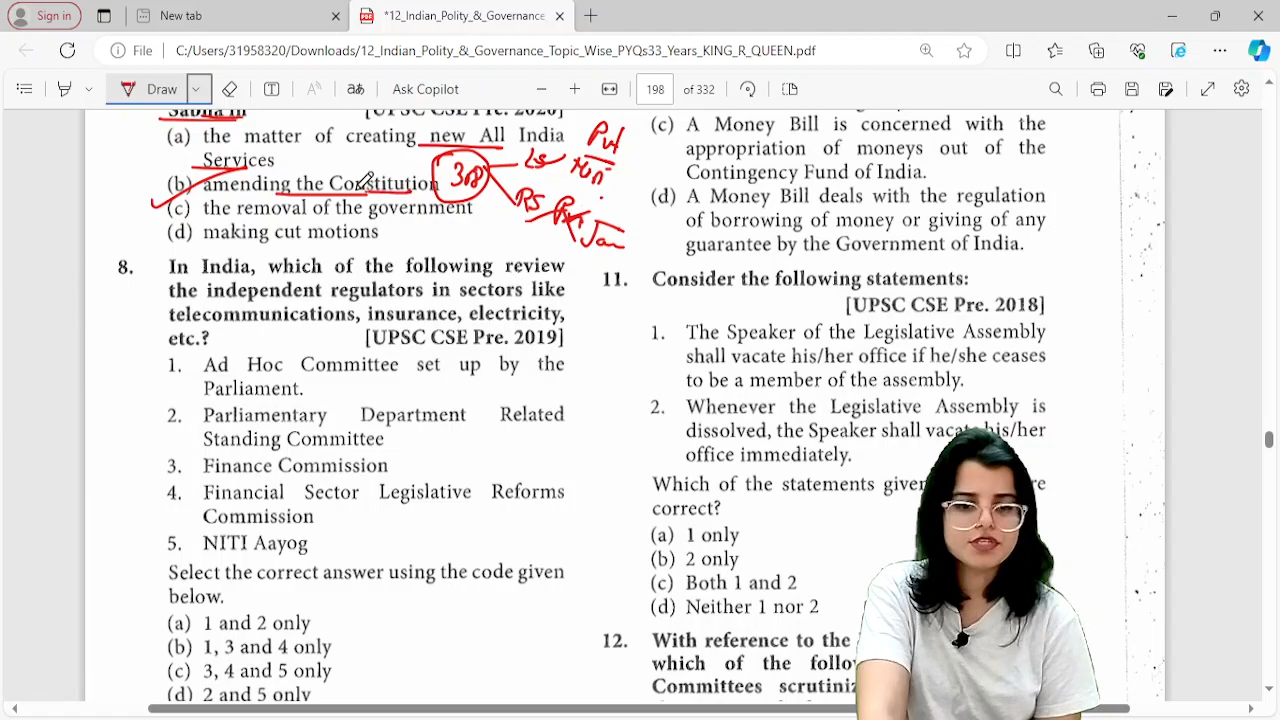 Sign in
New tab
*12_Indian_Polity_&_Governance_
File
C:/Users/31958320/Downloads/12_Indian_Polity_&_Governance_Topic_Wise_PYQs33_Years_KING_R_QUEEN.pdf
Draw
Ask Copilot
198 of 332
Sabha in [UPSC CSE Pre. 2020]
(a) the matter of creating new All India
Services
(b) amending the Constitution
(c) the removal of the government
(d) making cut motions
368
LS
RS
8. In India, which of the following review
the independent regulators in sectors like
telecommunications, insurance, electricity,
etc.? [UPSC CSE Pre. 2019]
1. Ad Hoc Committee set up by the
Parliament.
2. Parliamentary Department Related
Standing Committee
3. Finance Commission
4. Financial Sector Legislative Reforms
Commission
5. NITI Aayog
Select the correct answer using the code given
below.
(a) 1 and 2 only
(b) 1, 3 and 4 only
(c) 3, 4 and 5 only
(d) 2 and 5 only
(c) A Money Bill is concerned with the
appropriation of moneys out of the
Contingency Fund of India.
(d) A Money Bill deals with the regulation
of borrowing of money or giving of any
guarantee by the Government of India.
11. Consider the following statements:
[UPSC CSE Pre. 2018]
1. The Speaker of the Legislative Assembly
shall vacate his/her office if he/she ceases
to be a member of the assembly.
2. Whenever the Legislative Assembly is
dissolved, the Speaker shall vacate his/her
office immediately.
Which of the statements given
correct?
(a) 1 only
(b) 2 only
(c) Both 1 and 2
(d) Neither 1 nor 2
12. With reference to the
which of the follo
Committees scrutiniz